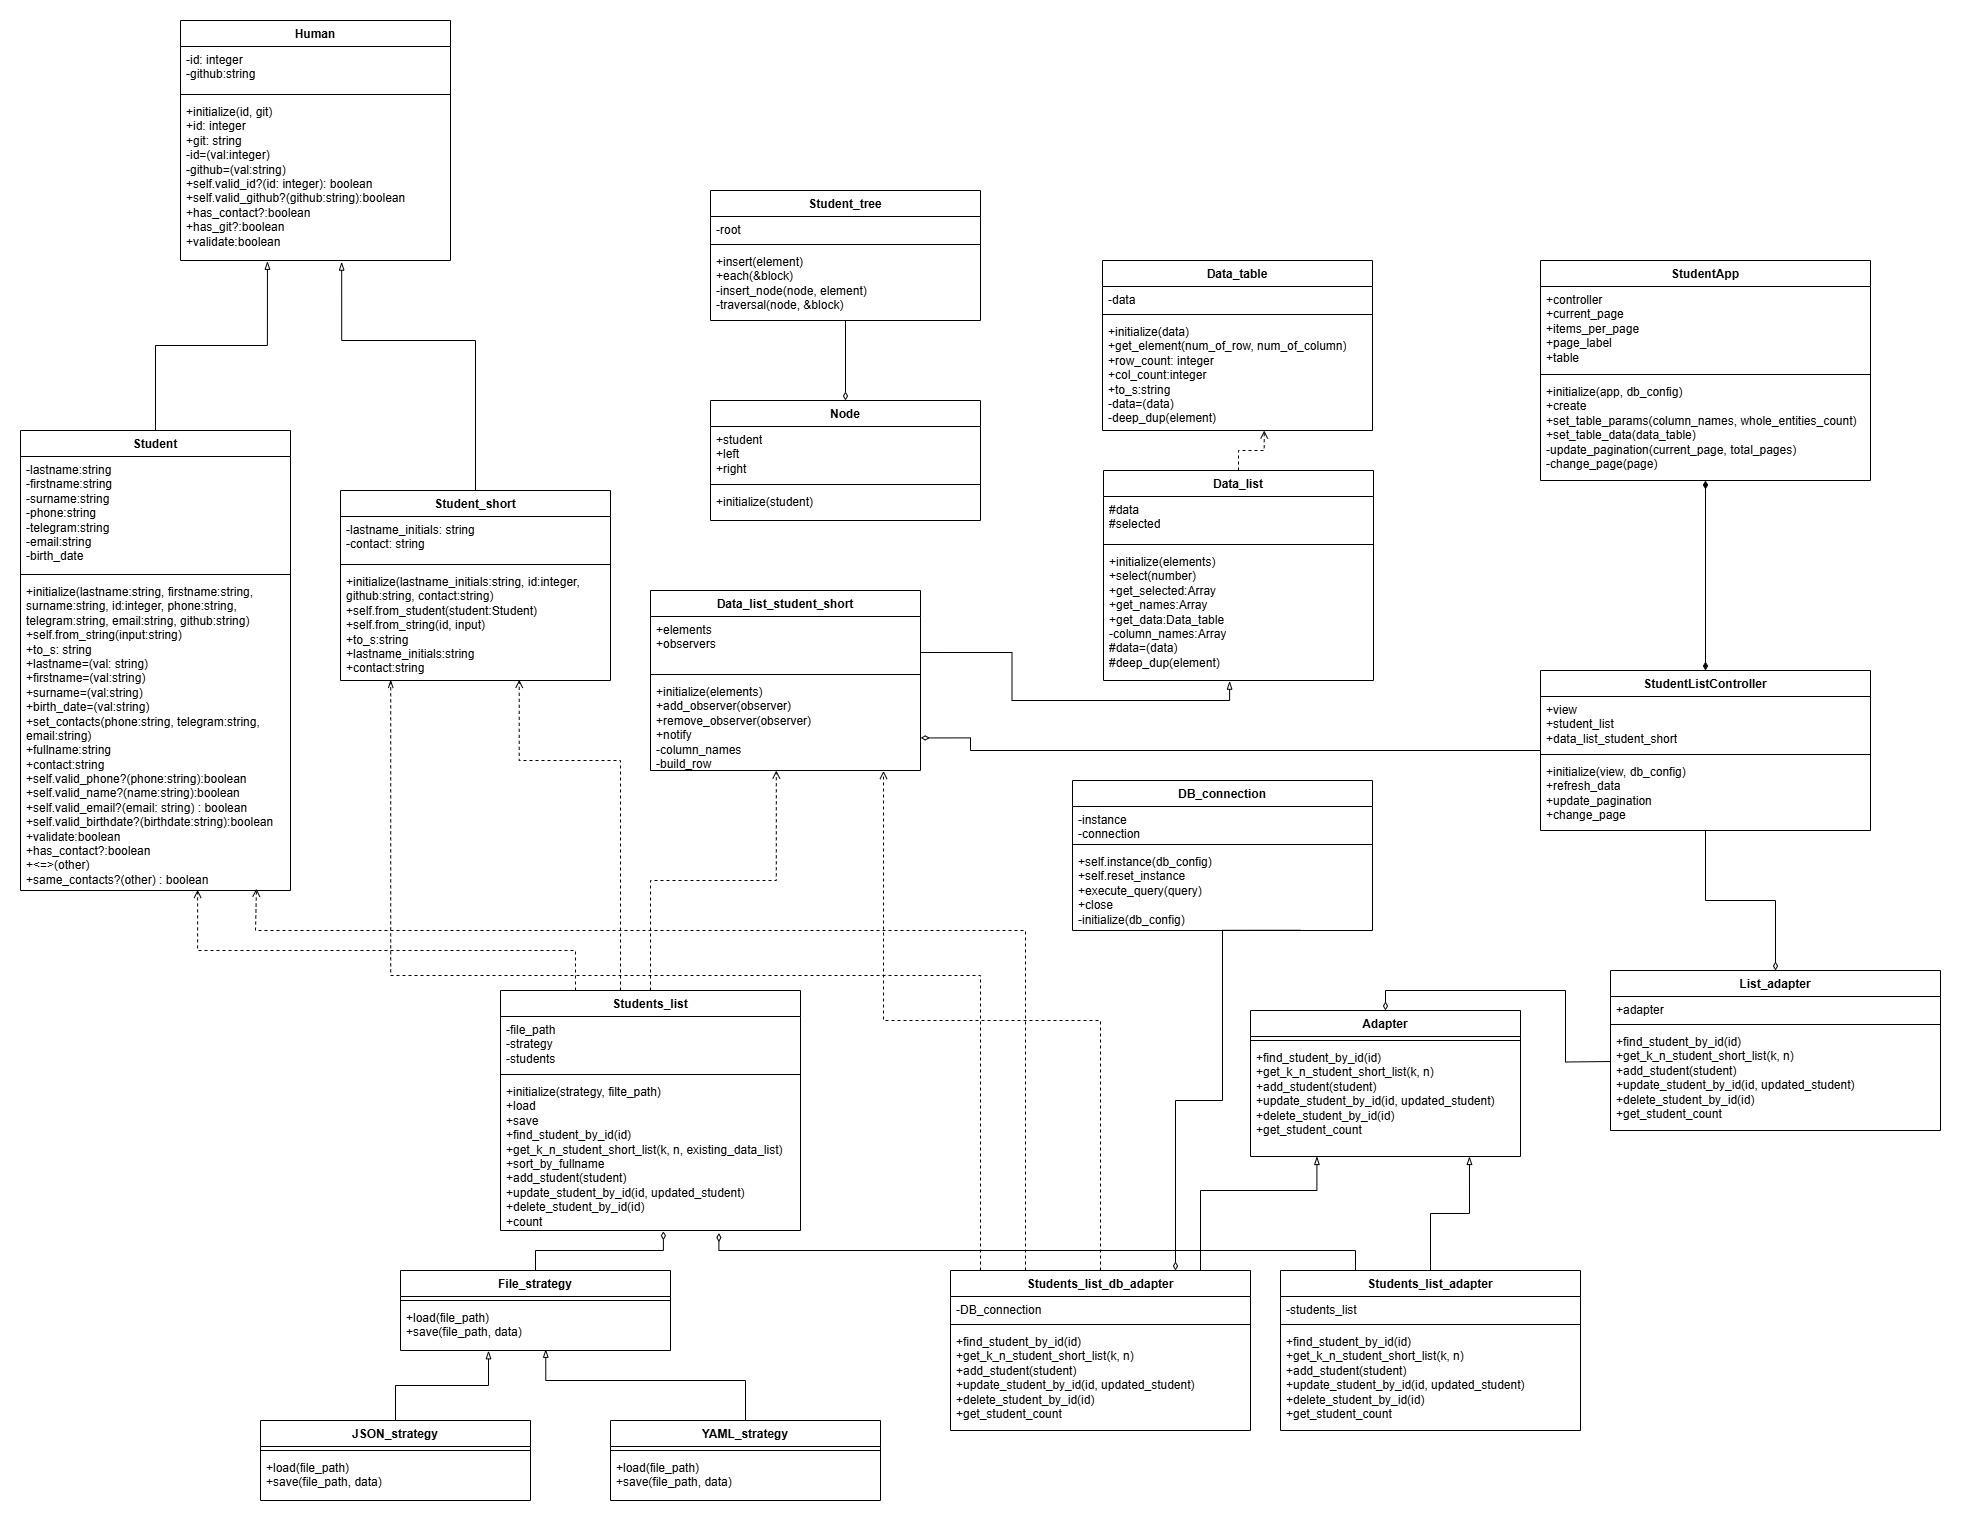 Human
-id: integer
-github:string
+initialize(id, git)
+id: integer
+git: string
-id=(val:integer)
-github=(val:string)
+self.valid_id?(id: integer): boolean
+self.valid_github?(github:string):boolean
+has_contact?:boolean
+has_git?:boolean
+validate:boolean
Student_tree
-root
+insert(element)
+each(&block)
-insert_node(node, element)
-traversal(node, &block)
Data_table
-data
+initialize(data)
+get_element(num_of_row, num_of_column)
+row_count: integer
+col_count:integer
+to_s:string
-data=(data)
-deep_dup(element)
StudentApp
+controller
+current_page
+items_per_page
+page_label
+table
+initialize(app, db_config)
+create
+set_table_params(column_names, whole_entities_count)
+set_table_data(data_table)
-update_pagination(current_page, total_pages)
-change_page(page)
Node
+student
+left
+right
+initialize(student)
Student
-lastname:string
-firstname:string
-surname:string
-phone:string
-telegram:string
-email:string
-birth_date
+initialize(lastname:string, firstname:string,
surname:string, id:integer, phone:string,
telegram:string, email:string, github:string)
+self.from_string(input:string)
+to_s: string
+lastname=(val: string)
+firstname=(val:string)
+surname=(val:string)
+birth_date=(val:string)
+set_contacts(phone:string, telegram:string,
email:string)
+fullname:string
+contact:string
+self.valid_phone?(phone:string):boolean
+self.valid_name?(name:string):boolean
+self.valid_email?(email: string) : boolean
+self.valid_birthdate?(birthdate:string):boolean
+validate:boolean
+has_contact?:boolean
+<=>(other)
+same_contacts?(other) : boolean
Student_short
-lastname_initials: string
-contact: string
+initialize(lastname_initials:string, id:integer,
github:string, contact:string)
+self.from_student(student:Student)
+self.from_string(id, input)
+to_s:string
+lastname_initials:string
+contact:string
Data_list
#data
#selected
+initialize(elements)
+select(number)
+get_selected:Array
+get_names:Array
+get_data:Data_table
-column_names:Array
#data=(data)
#deep_dup(element)
Data_list_student_short
+elements
+observers
+initialize(elements)
+add_observer(observer)
+remove_observer(observer)
+notify
-column_names
-build_row
StudentListController
+view
+student_list
+data_list_student_short
+initialize(view, db_config)
+refresh_data
+update_pagination
+change_page
DB_connection
-instance
-connection
+self.instance(db_config)
+self.reset_instance
+execute_query(query)
+close
-initialize(db_config)
Students_list
-file_path
-strategy
-students
+initialize(strategy, filte_path)
+load
+save
+find_student_by_id(id)
+get_k_n_student_short_list(k, n, existing_data_list)
+sort_by_fullname
+add_student(student)
+update_student_by_id(id, updated_student)
+delete_student_by_id(id)
+count
Adapter
+find_student_by_id(id)
+get_k_n_student_short_list(k, n)
+add_student(student)
+update_student_by_id(id, updated_student)
+delete_student_by_id(id)
+get_student_count
List_adapter
+adapter
+find_student_by_id(id)
+get_k_n_student_short_list(k, n)
+add_student(student)
+update_student_by_id(id, updated_student)
+delete_student_by_id(id)
+get_student_count
File_strategy
+load(file_path)
+save(file_path, data)
Students_list_db_adapter
-DB_connection
+find_student_by_id(id)
+get_k_n_student_short_list(k, n)
+add_student(student)
+update_student_by_id(id, updated_student)
+delete_student_by_id(id)
+get_student_count
Students_list_adapter
-students_list
+find_student_by_id(id)
+get_k_n_student_short_list(k, n)
+add_student(student)
+update_student_by_id(id, updated_student)
+delete_student_by_id(id)
+get_student_count
JSON_strategy
+load(file_path)
+save(file_path, data)
YAML_strategy
+load(file_path)
+save(file_path, data)